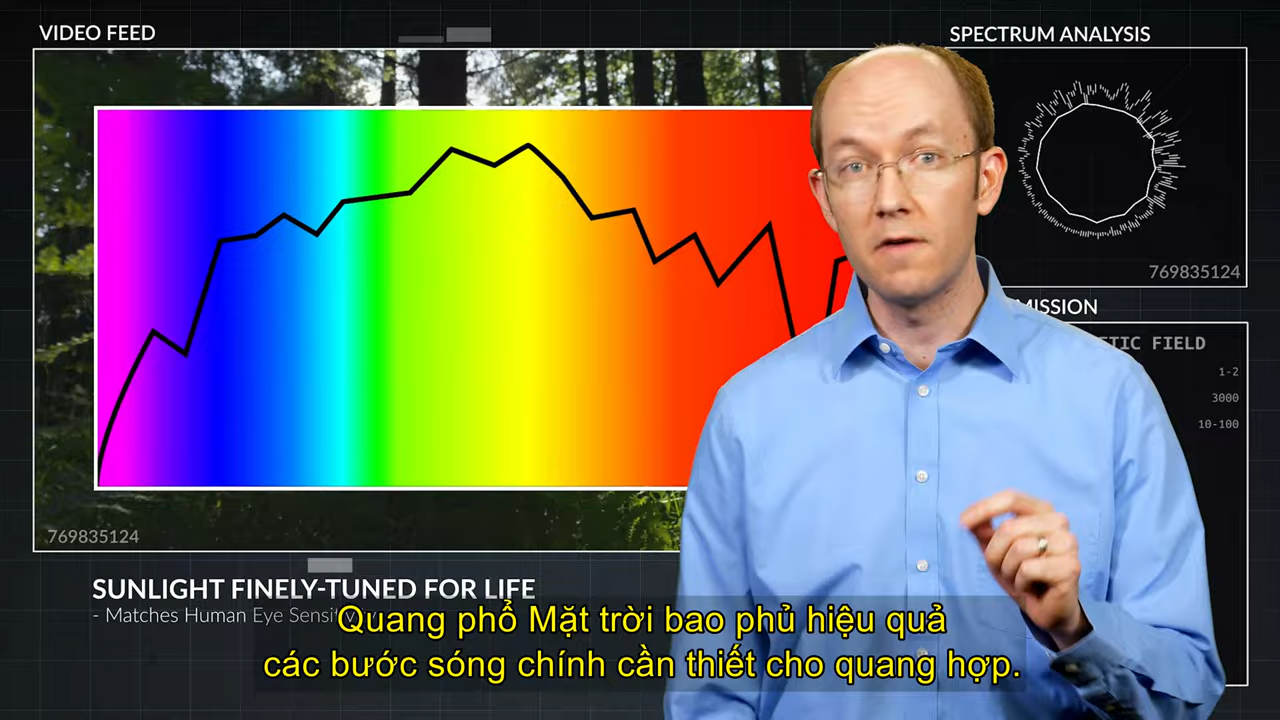 VIDEO FEED
SPECTRUM ANALYSIS
769835124
MISSION
FIELD
1-2
3000
10-100
769835124
SUNLIGHT FINELY-TUNED FOR LIFE
- Matches Human Eye
Quang phổ Mặt trời bao phủ hiệu quả
các bước sóng chính cần thiết cho quang hợp.